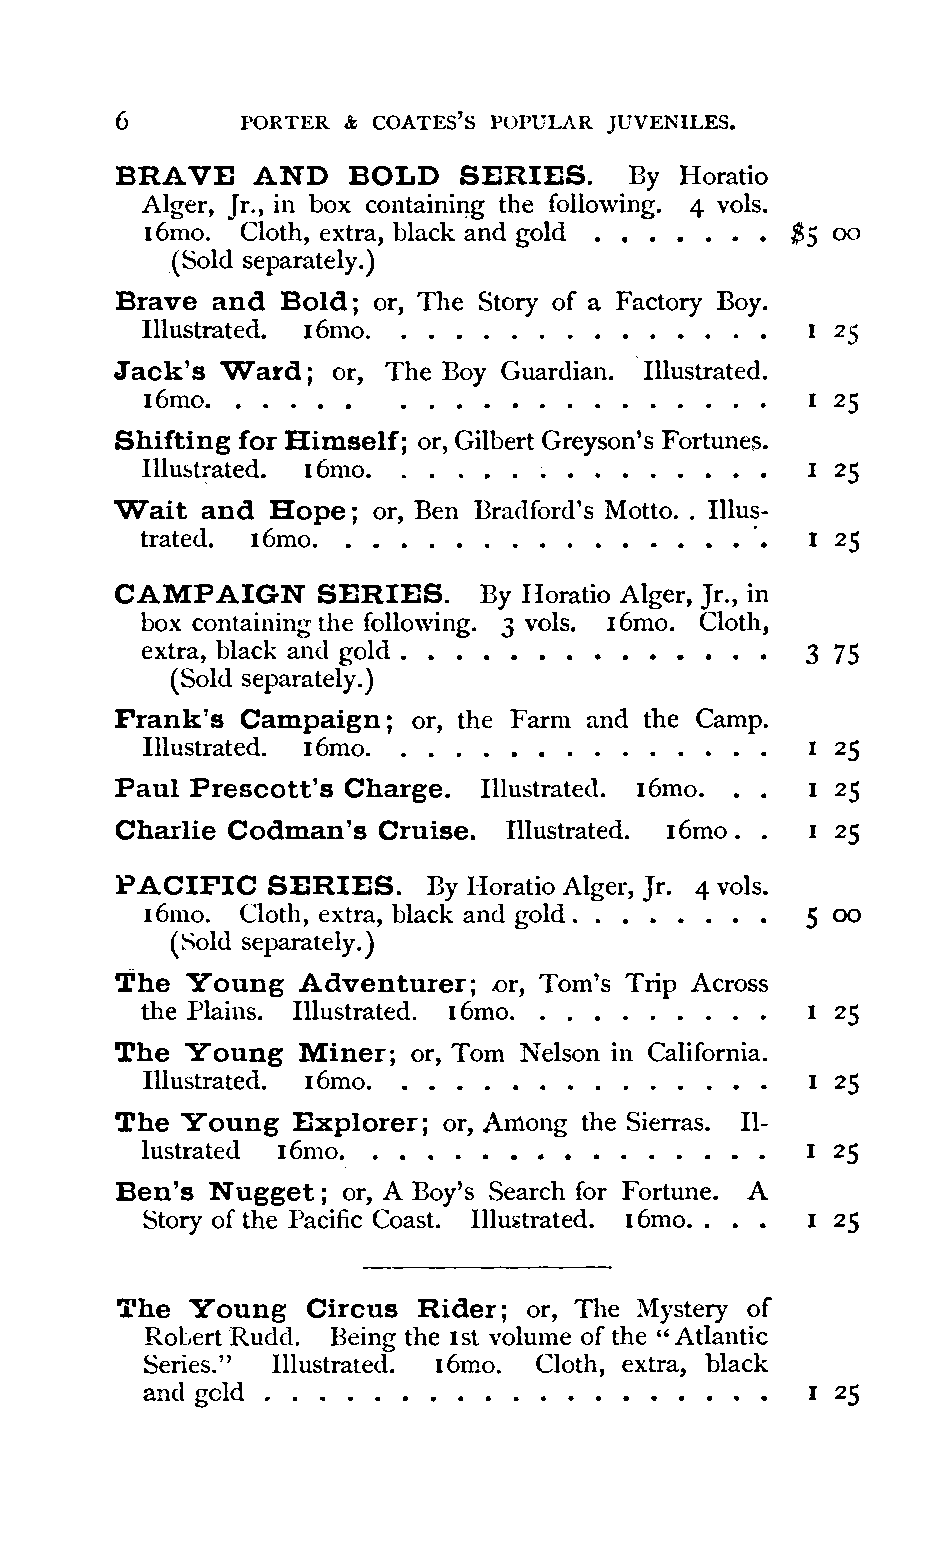 6 PORTER & COATES'S POPULAR JUVENILES.
BRAVE AND BOLD SERIES. By Horatio
Alger, Jr., in box containing the following. 4 vols.
16mo. Cloth, extra, black and gold . . . . . . . $5 00
(Sold separately.)
Brave and Bold; or, The Story of a Factory Boy.
Illustrated. 16mo. . . . . . . . . . . . . . . 1 25
Jack's Ward; or, The Boy Guardian. Illustrated.
16mo. . . . . . . . . . . . . . . . . . . . 1 25
Shifting for Himself; or, Gilbert Greyson's Fortunes.
Illustrated. 16mo. . . . . . . . . . . . . . . 1 25
Wait and Hope; or, Ben Bradford's Motto. . Illus-
trated. 16mo. . . . . . . . . . . . . . . . . 1 25
CAMPAIGN SERIES. By Horatio Alger, Jr., in
box containing the following. 3 vols. 16mo. Cloth,
extra, black and gold . . . . . . . . . . . . . . 3 75
(Sold separately.)
Frank's Campaign; or, the Farm and the Camp.
Illustrated. 16mo. . . . . . . . . . . . . . . 1 25
Paul Prescott's Charge. Illustrated. 16mo. . . 1 25
Charlie Codman's Cruise. Illustrated. 16mo . . 1 25
PACIFIC SERIES. By Horatio Alger, Jr. 4 vols.
16mo. Cloth, extra, black and gold . . . . . . . . 5 00
(Sold separately.)
The Young Adventurer; or, Tom's Trip Across
the Plains. Illustrated. 16mo. . . . . . . . . . 1 25
The Young Miner; or, Tom Nelson in California.
Illustrated. 16mo. . . . . . . . . . . . . . . 1 25
The Young Explorer; or, Among the Sierras. Il-
lustrated 16mo. . . . . . . . . . . . . . . . 1 25
Ben's Nugget; or, A Boy's Search for Fortune. A
Story of the Pacific Coast. Illustrated. 16mo. . . . 1 25
The Young Circus Rider; or, The Mystery of
Robert Rudd. Being the 1st volume of the "Atlantic
Series." Illustrated. 16mo. Cloth, extra, black
and gold . . . . . . . . . . . . . . . . . . . 1 25